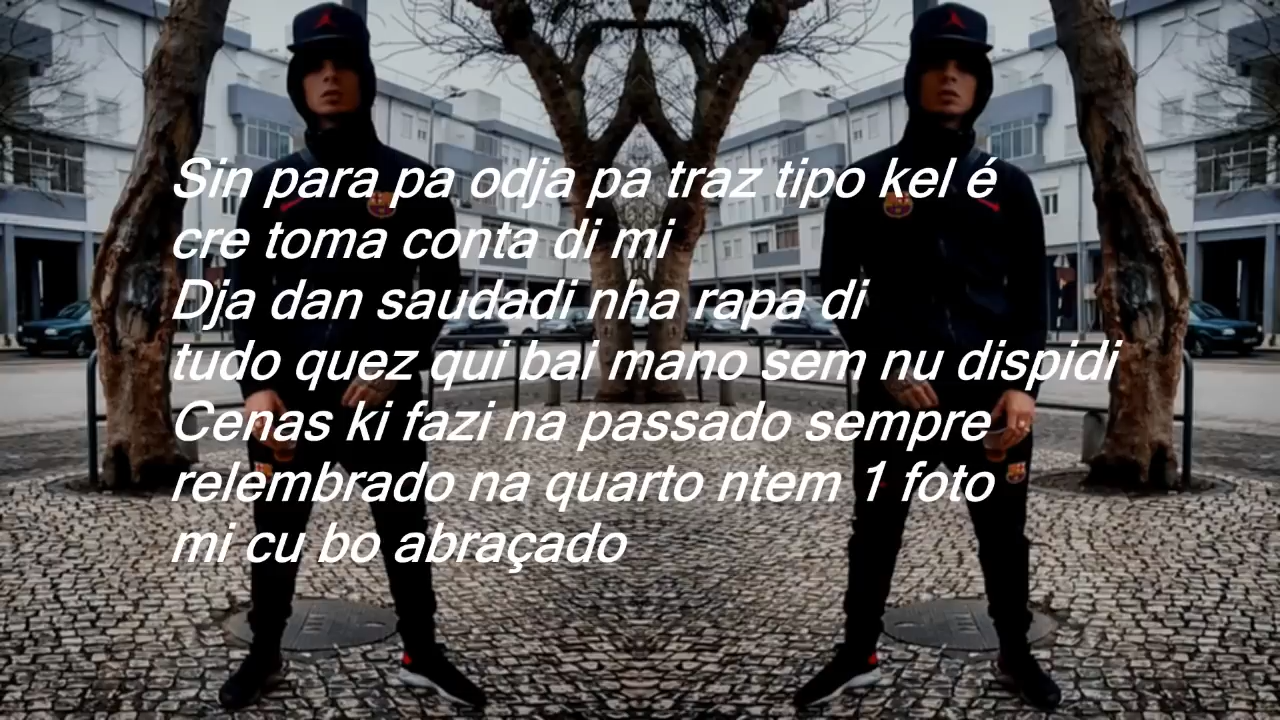 Sin para pa odja pa traz tipo kel é
cre toma conta di mi
Dja dan saudadi nha rapa di
tudo quez qui bai mano sem nu dispidi
Cenas ki fazi na passado sempre
relembrado na quarto ntem 1 foto
mi cu bo abraçado